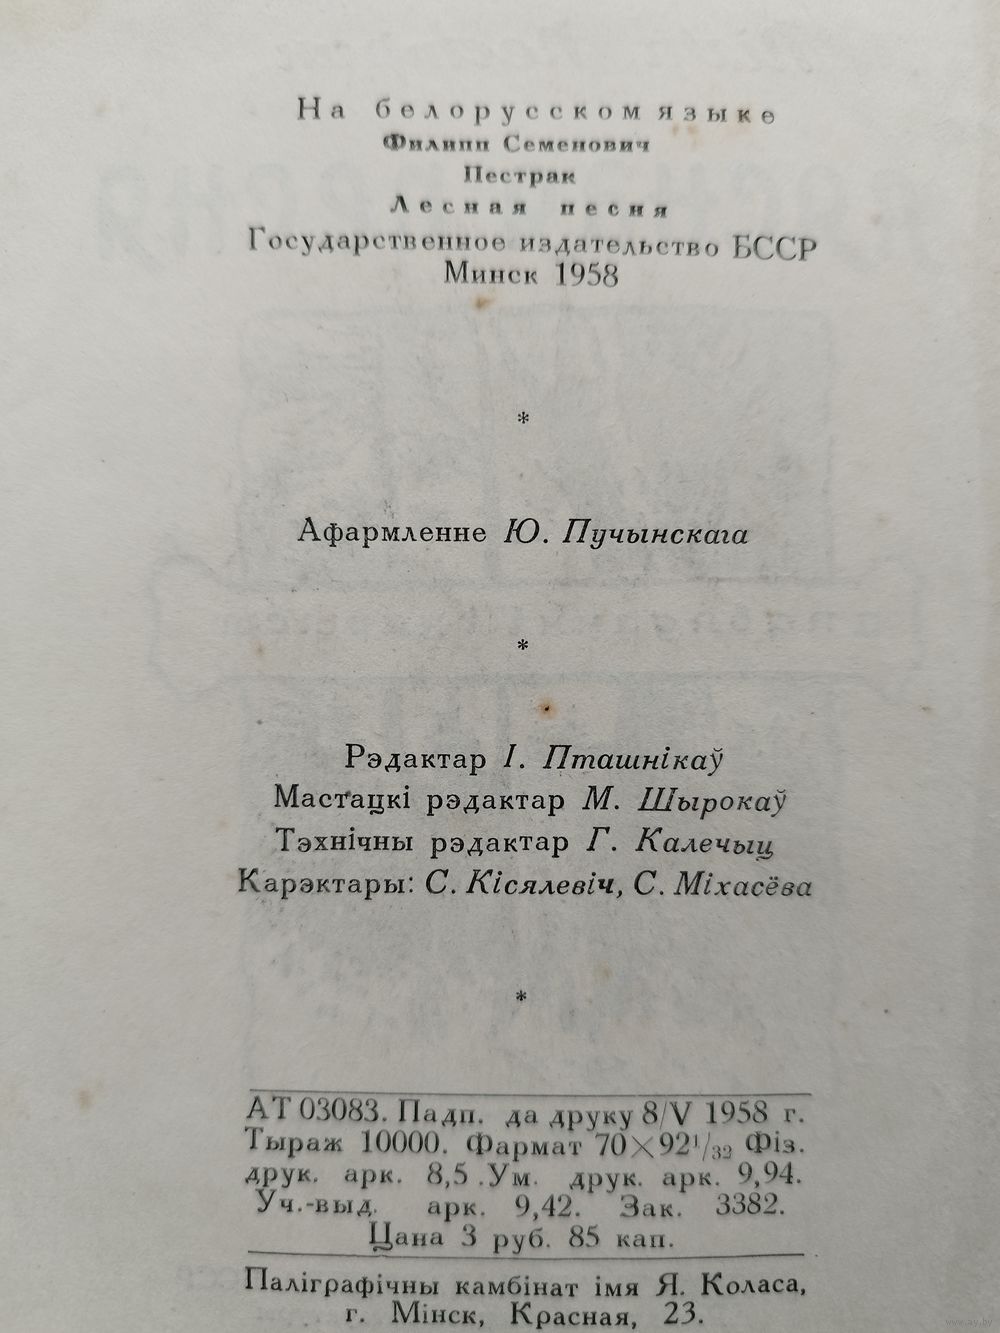 На белорусском языке
Филипп Семенович
Пестрак
Лесная песня
Государственное издательство БССР
Минск 1958
*
Афармленне Ю. Пучынскага
*
Рэдактар І. Пташнікаў
Мастацкі рэдактар М. Шырокаў
Тэхнічны рэдактар Г. Калечыц
Карэктары: С. Кісялевіч, С. Міхасёва
*
АТ 03083. Падп. да друку 8/V 1958 г.
Тыраж 10000. Фармат 70×92¹/₃₂ Фіз.
друк. арк. 8,5 .Ум. друк. арк. 9,94.
Уч.-выд. арк. 9,42. Зак. 3382.
Цана 3 руб. 85 кап.
Паліграфічны камбінат імя Я. Коласа,
г. Мінск, Красная, 23.
www.ay.by